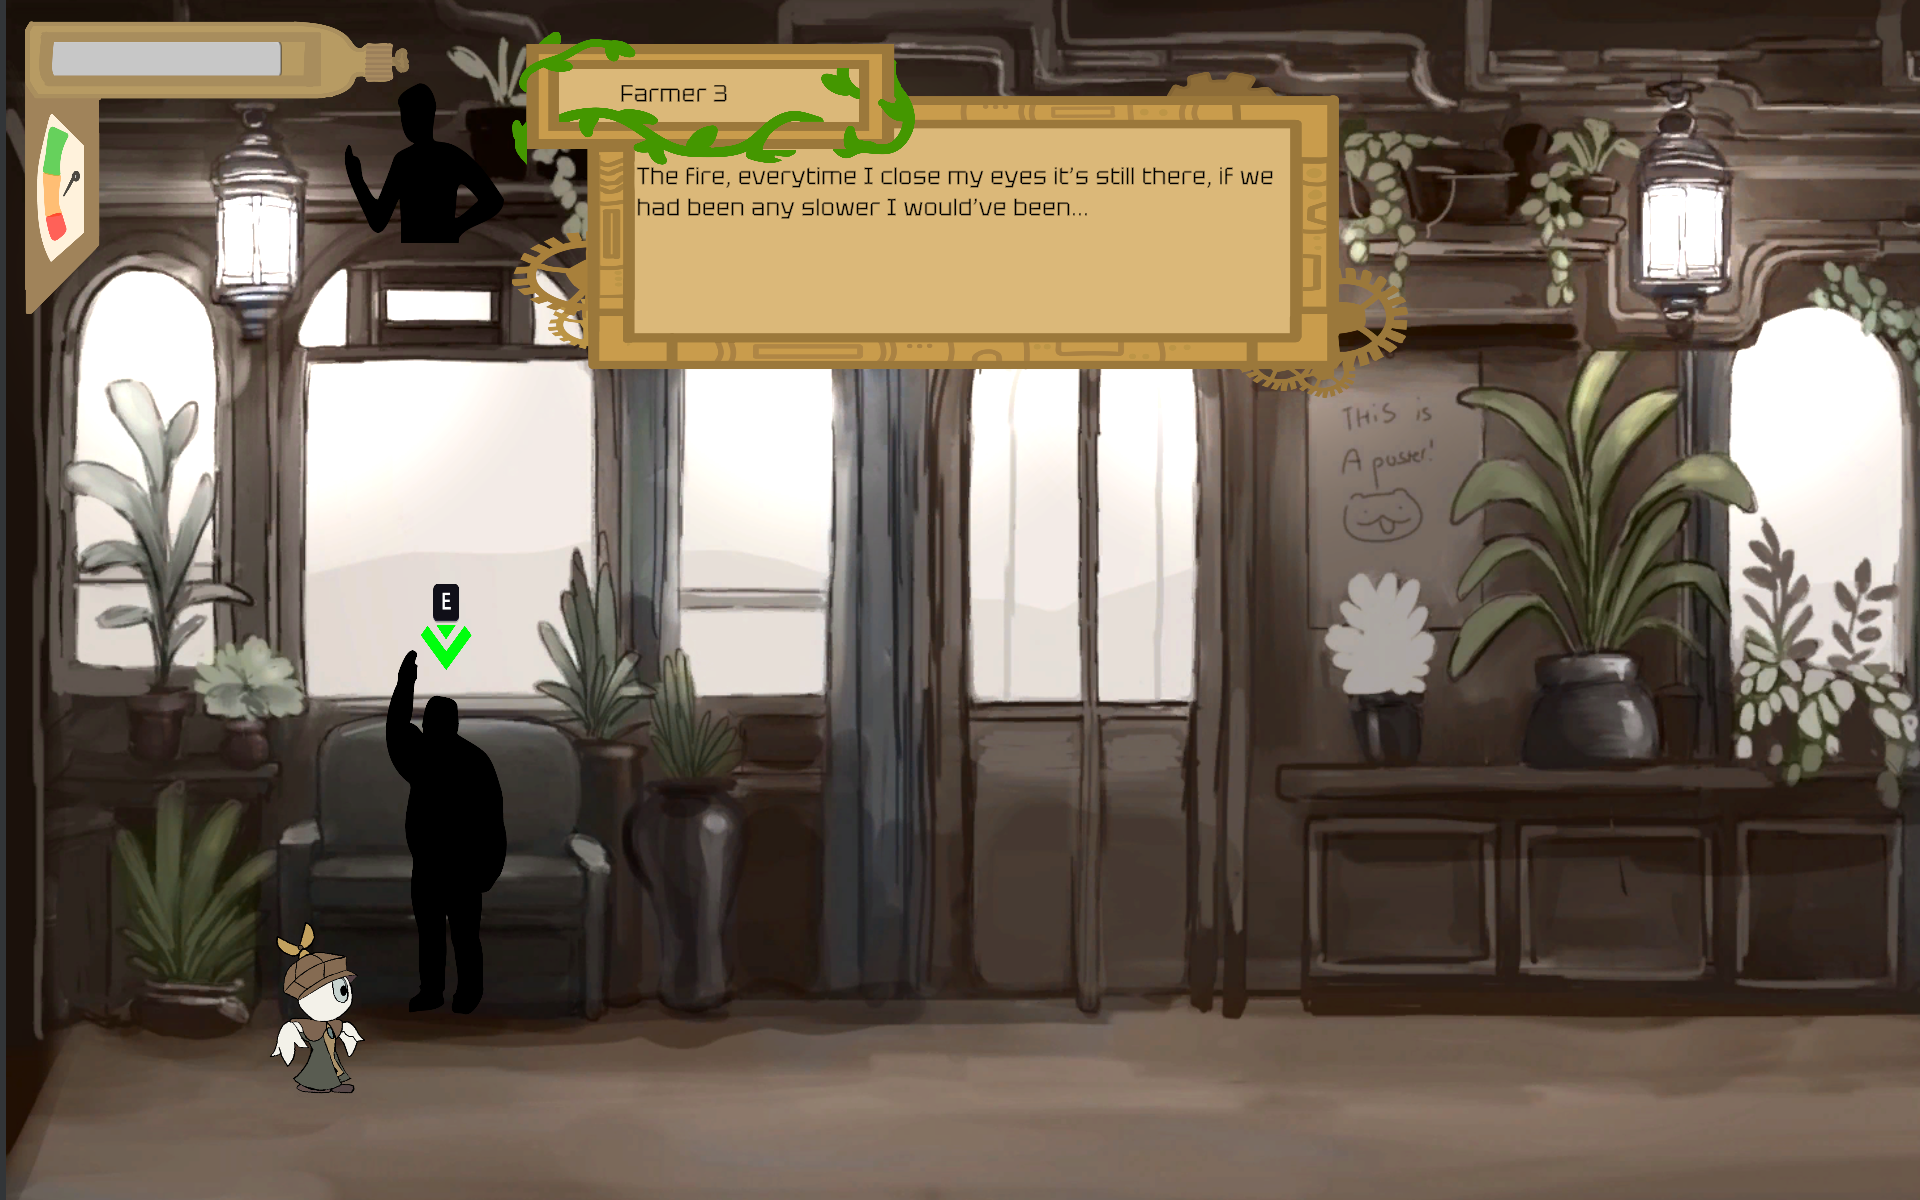 Farmer 3
The fire, everytime I close my eyes it's still there, if we
had been any slower I would've been...
THiS is
A poster!
E